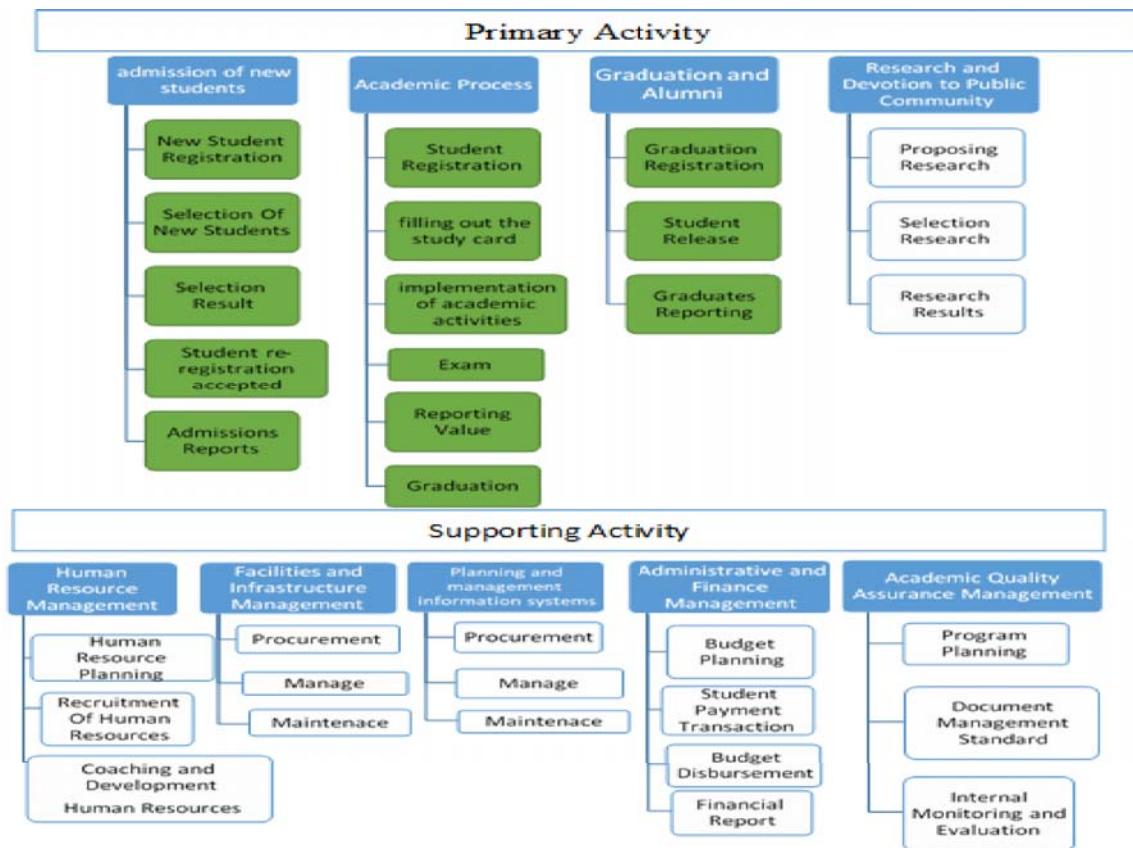 Primary Activity
admission of new
students
New Student
Registration
Selection Of
New Students
Selection
Result
Student re-
registration
accepted
Admissions
Reports
Academic Process
Student
Registration
filling out the
study card
implementation
of academic
activities
Exam
Reporting
Value
Graduation
Graduation and
Alumni
Graduation
Registration
Student
Release
Graduates
Reporting
Research and
Devotion to Public
Community
Proposing
Research
Selection
Research
Research
Results
Supporting Activity
Human
Resource
Management
Human
Resource
Planning
Recruitment
Of Human
Resources
Coaching and
Development
Human Resources
Facilities and
Infrastructure
Management
Procurement
Manage
Maintenace
Planning and
management
information systems
Procurement
Manage
Maintenace
Administrative and
Finance
Management
Budget
Planning
Student
Payment
Transaction
Budget
Disbursement
Financial
Report
Academic Quality
Assurance Management
Program
Planning
Document
Management
Standard
Internal
Monitoring and
Evaluation